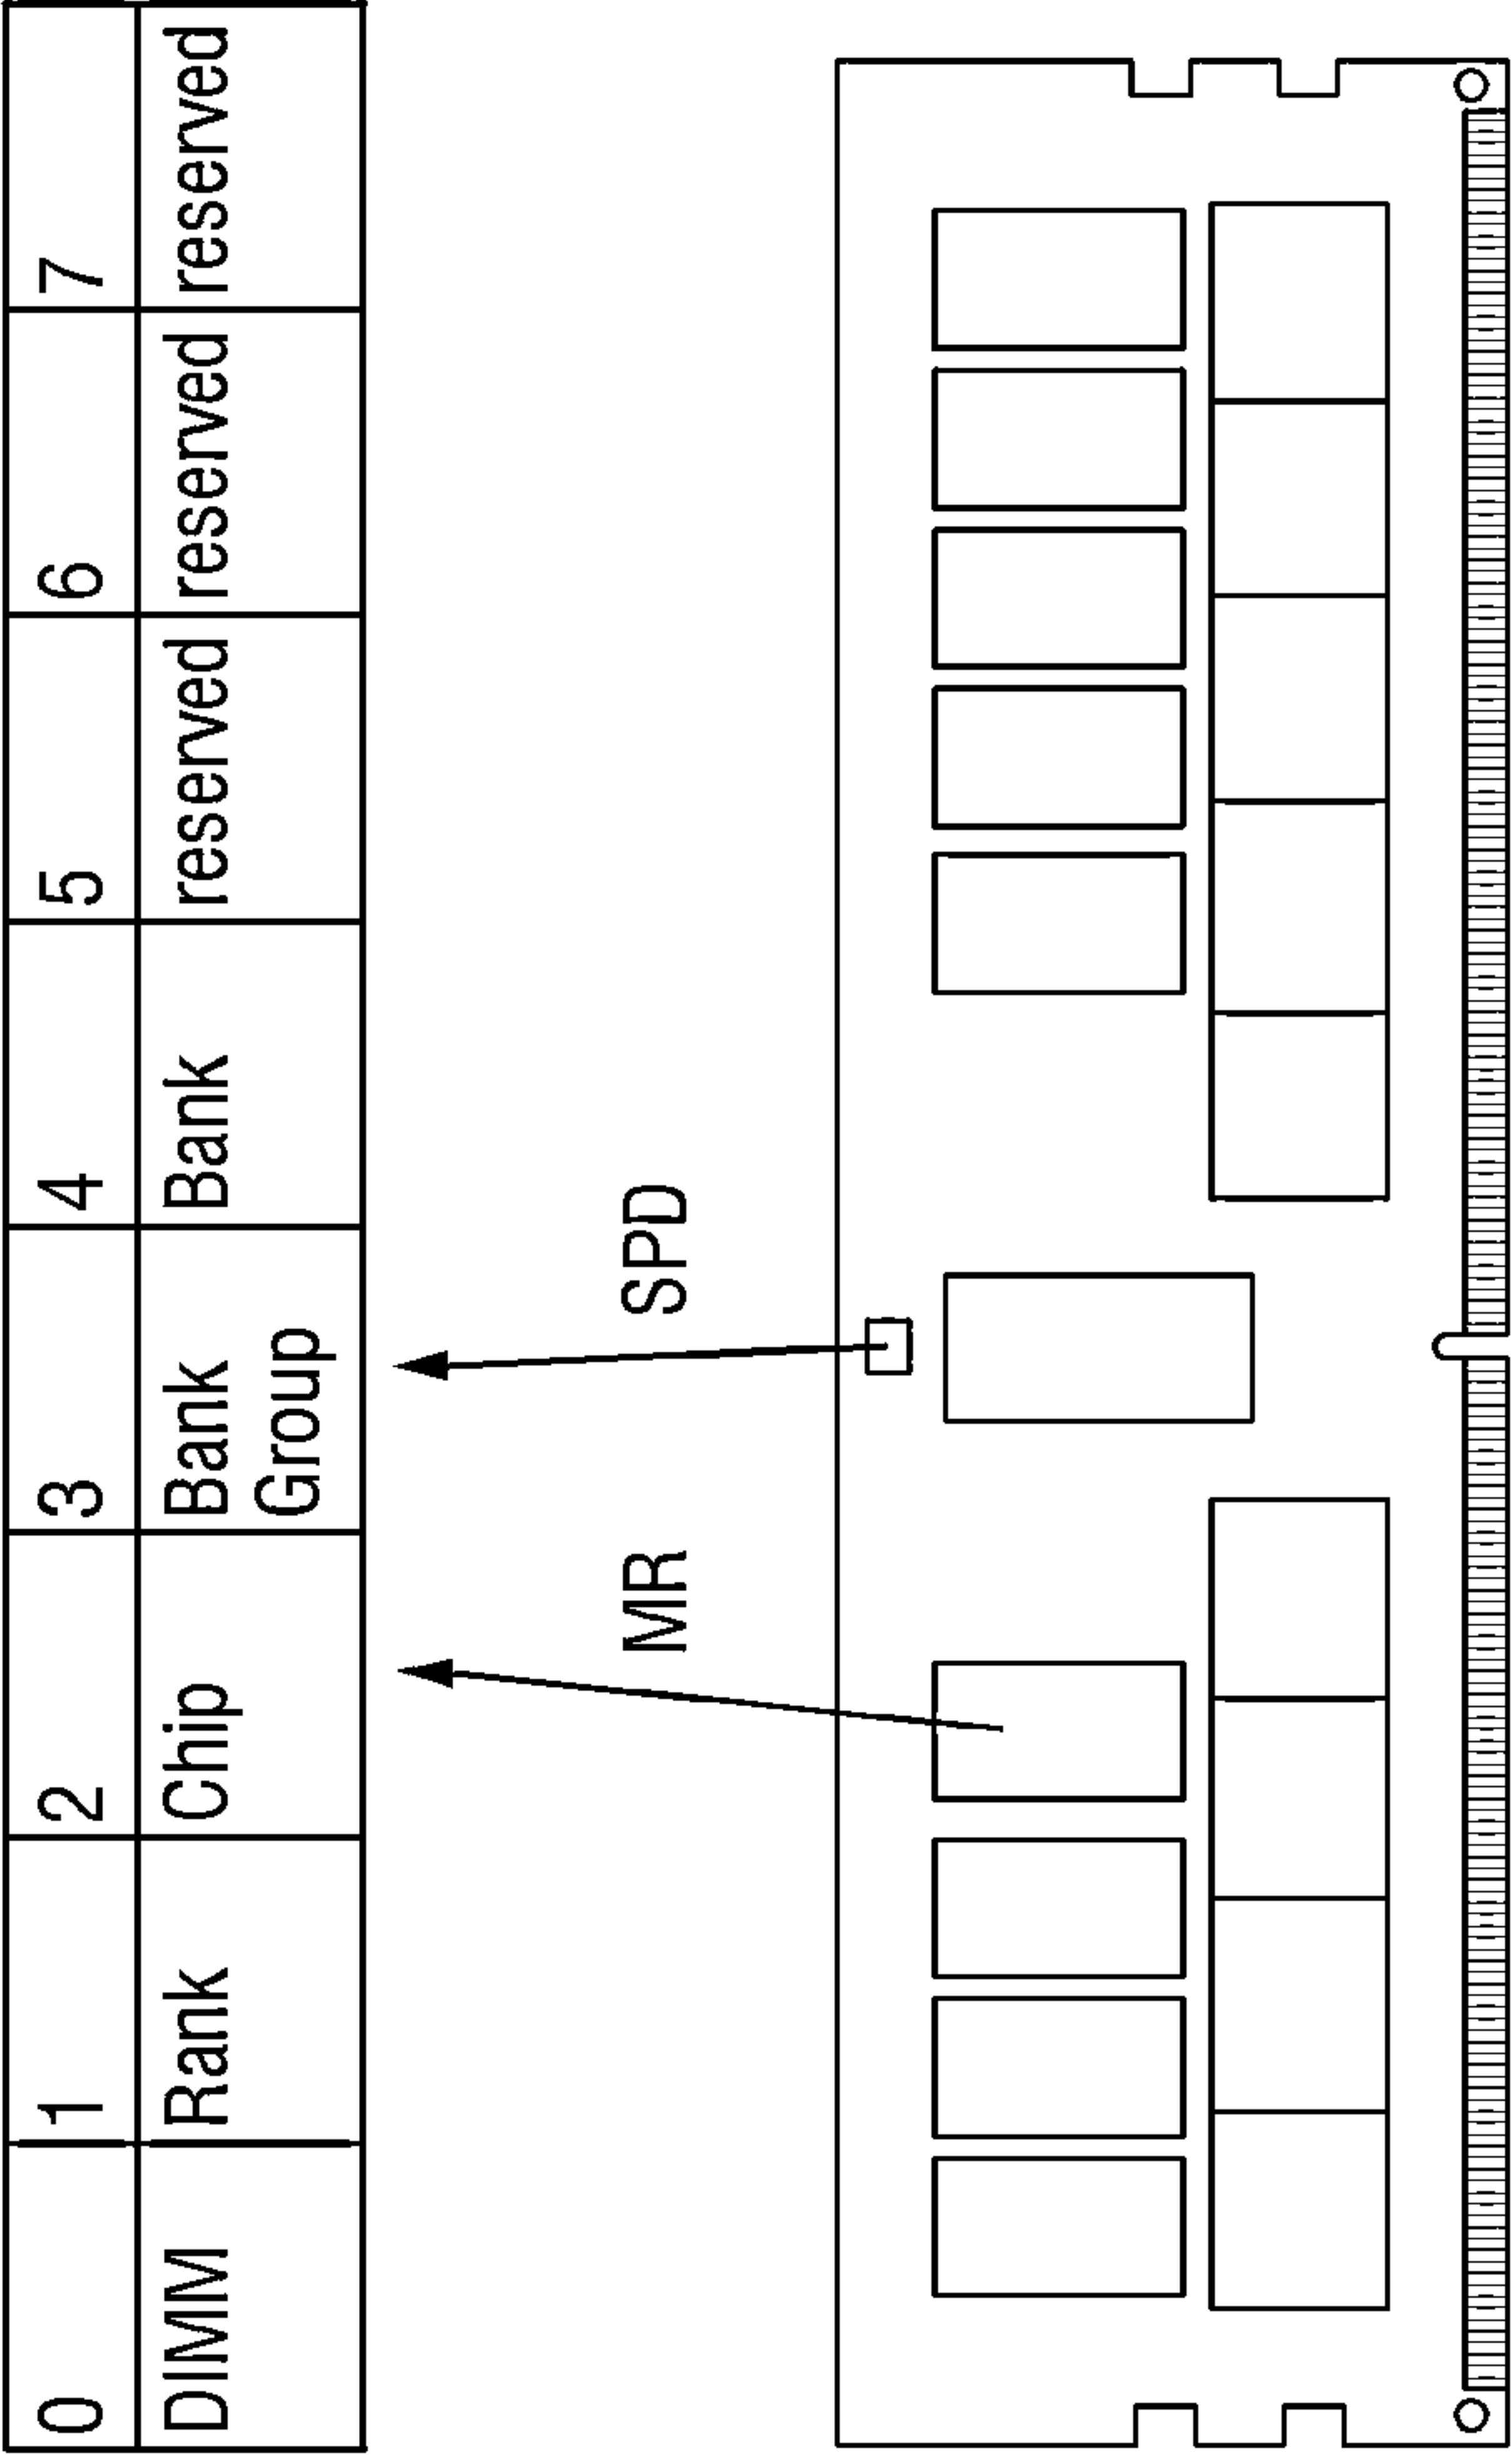 0 1 2 3 4 5 6 7
DIMM Rank Chip Bank Group Bank reserved reserved reserved
MR SPD